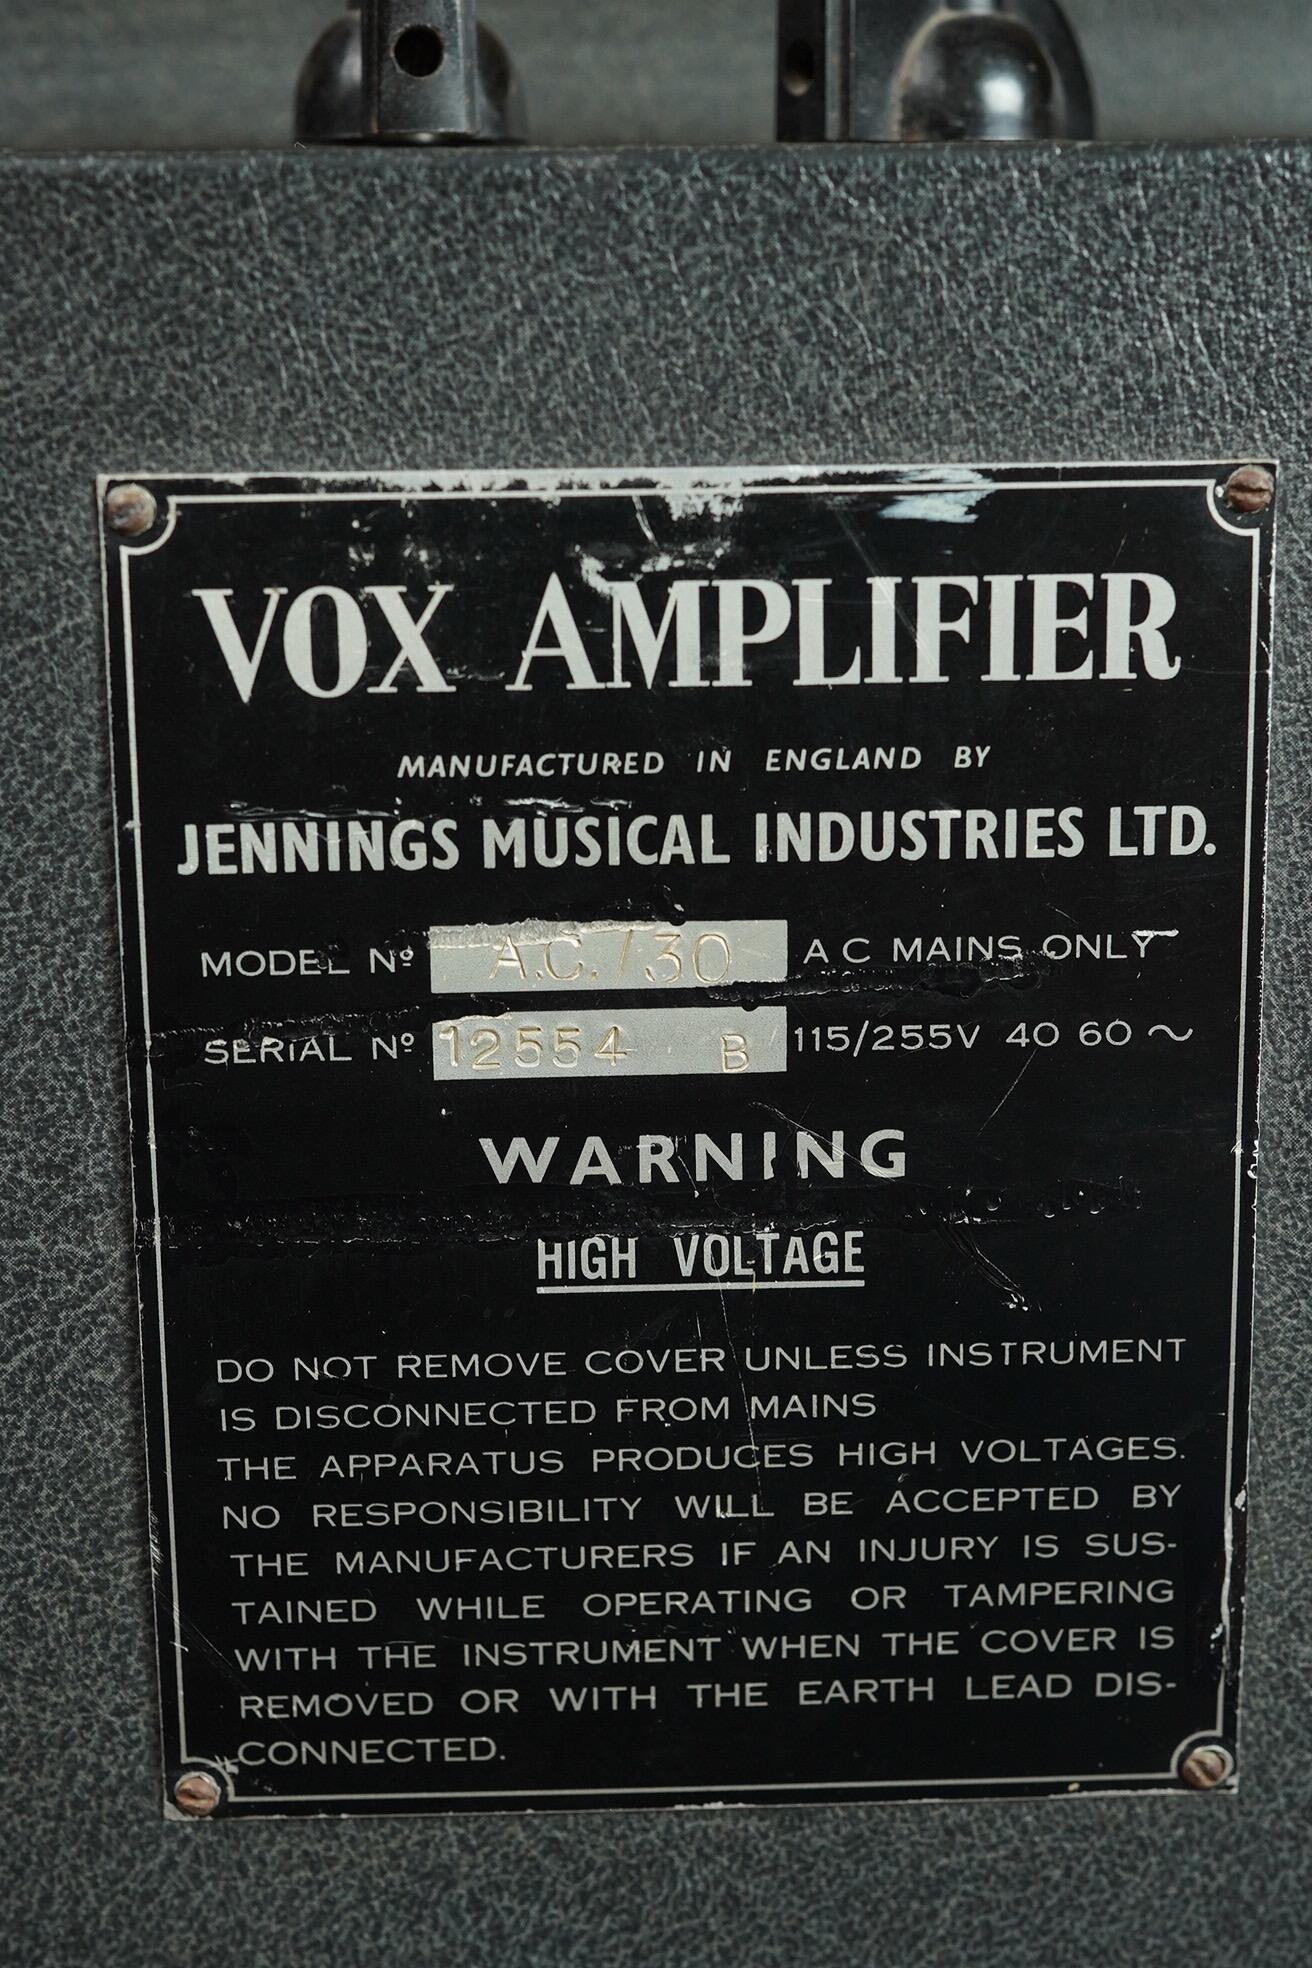 VOX AMPLIFIER
MANUFACTURED IN ENGLAND BY
JENNINGS MUSICAL INDUSTRIES LTD.
MODEL Nº A.C./30 A C MAINS ONLY
SERIAL Nº 12554 B 115/255V 40 60 ~
WARNING
HIGH VOLTAGE
DO NOT REMOVE COVER UNLESS INSTRUMENT
IS DISCONNECTED FROM MAINS
THE APPARATUS PRODUCES HIGH VOLTAGES.
NO RESPONSIBILITY WILL BE ACCEPTED BY
THE MANUFACTURERS IF AN INJURY IS SUS-
TAINED WHILE OPERATING OR TAMPERING
WITH THE INSTRUMENT WHEN THE COVER IS
REMOVED OR WITH THE EARTH LEAD DIS-
CONNECTED.